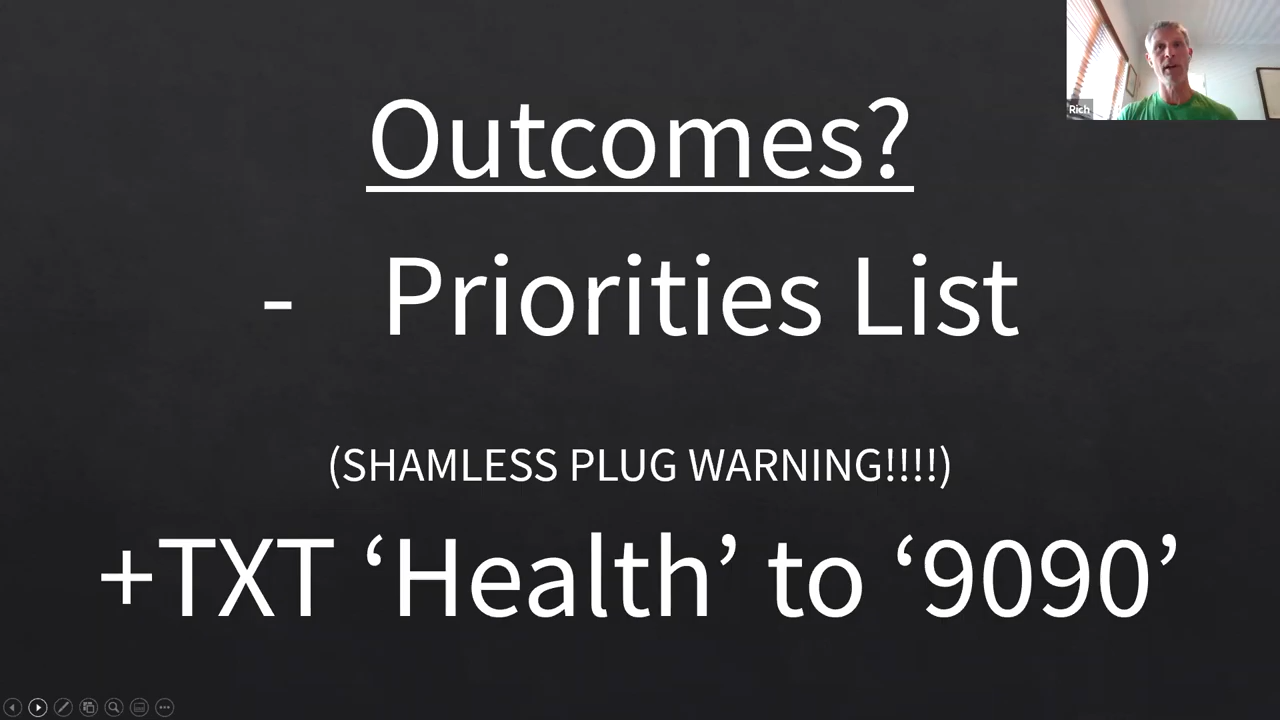 Outcomes?
- Priorities List
(SHAMLESS PLUG WARNING!!!!)
+TXT ‘Health’ to ‘9090’
Rich